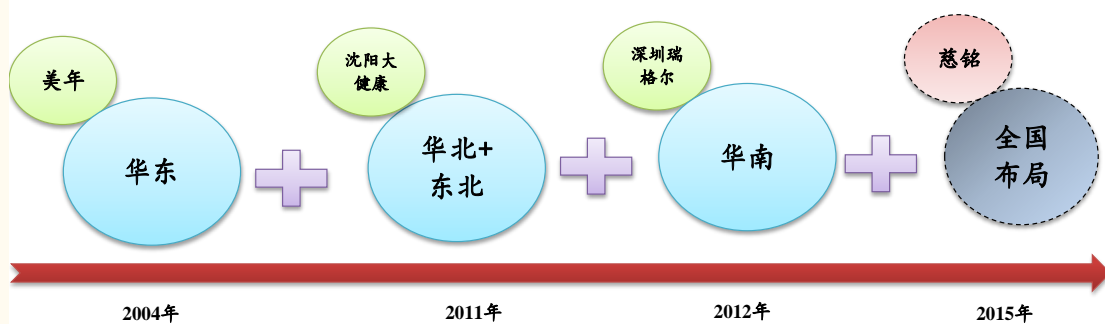 美年
华东
沈阳大
健康
华北+
东北
深圳瑞
格尔
华南
慈铭
全国
布局
2004年
2011年
2012年
2015年